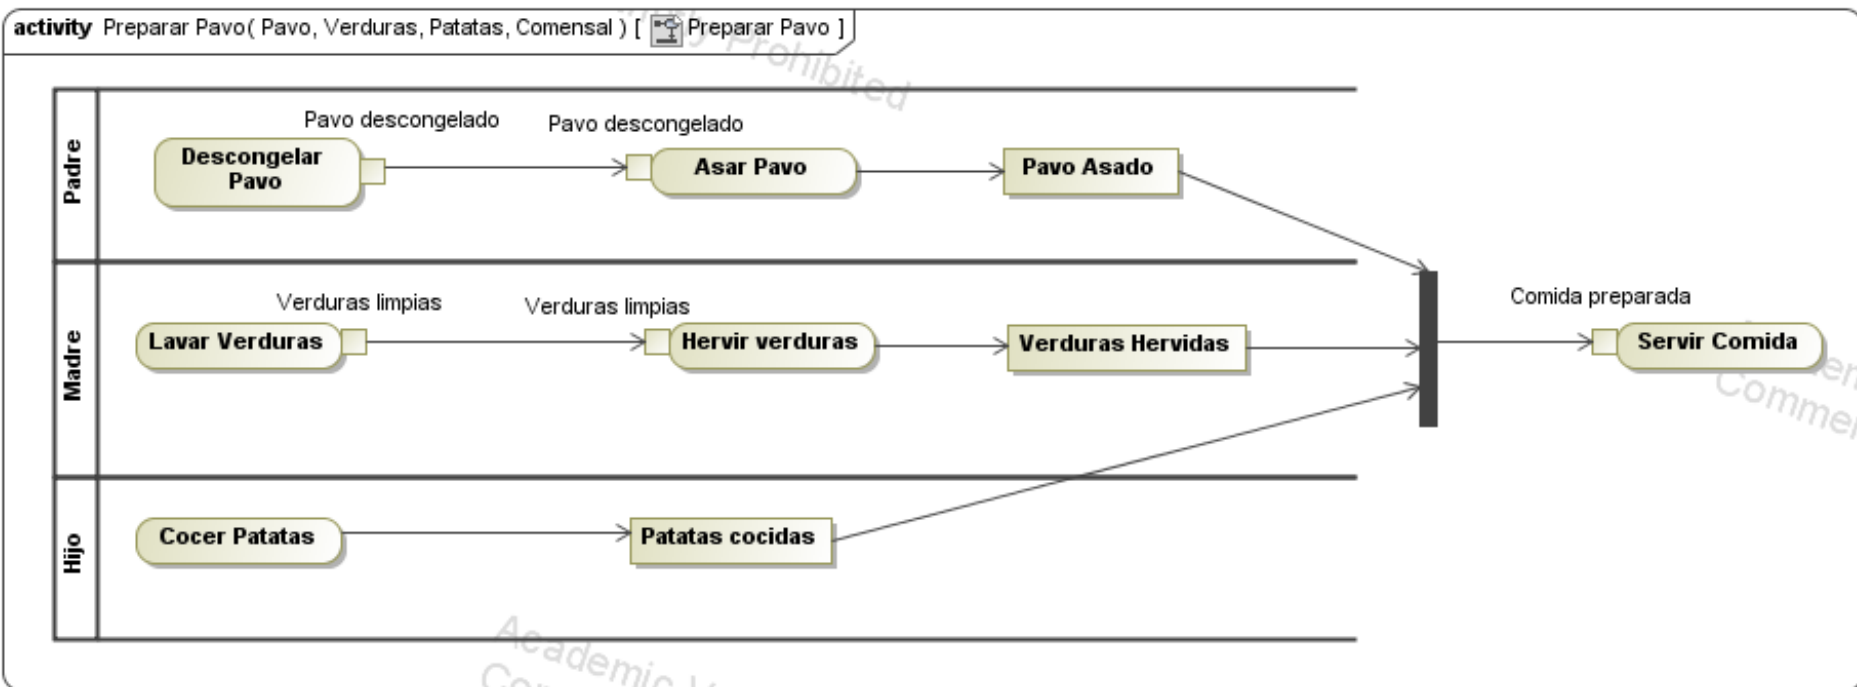 activity Preparar Pavo( Pavo, Verduras, Patatas, Comensal ) [ Preparar Pavo ]
Prohibited
Padre
Pavo descongelado
Pavo descongelado
Descongelar
Pavo
Asar Pavo
Pavo Asado
Madre
Verduras limpias
Verduras limpias
Lavar Verduras
Hervir verduras
Verduras Hervidas
Comida preparada
Servir Comida
Hijo
Cocer Patatas
Patatas cocidas
Academic